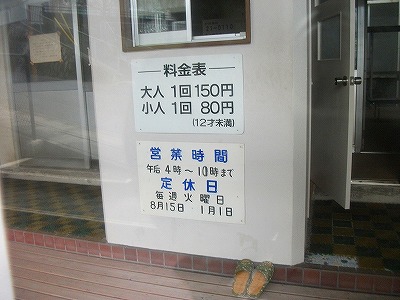 料金表
大人 1回 150円
小人 1回 80円
(12才未満)
営業時間
午后4時～10時まで
定休日
毎週火曜日
8月15日 1月1日